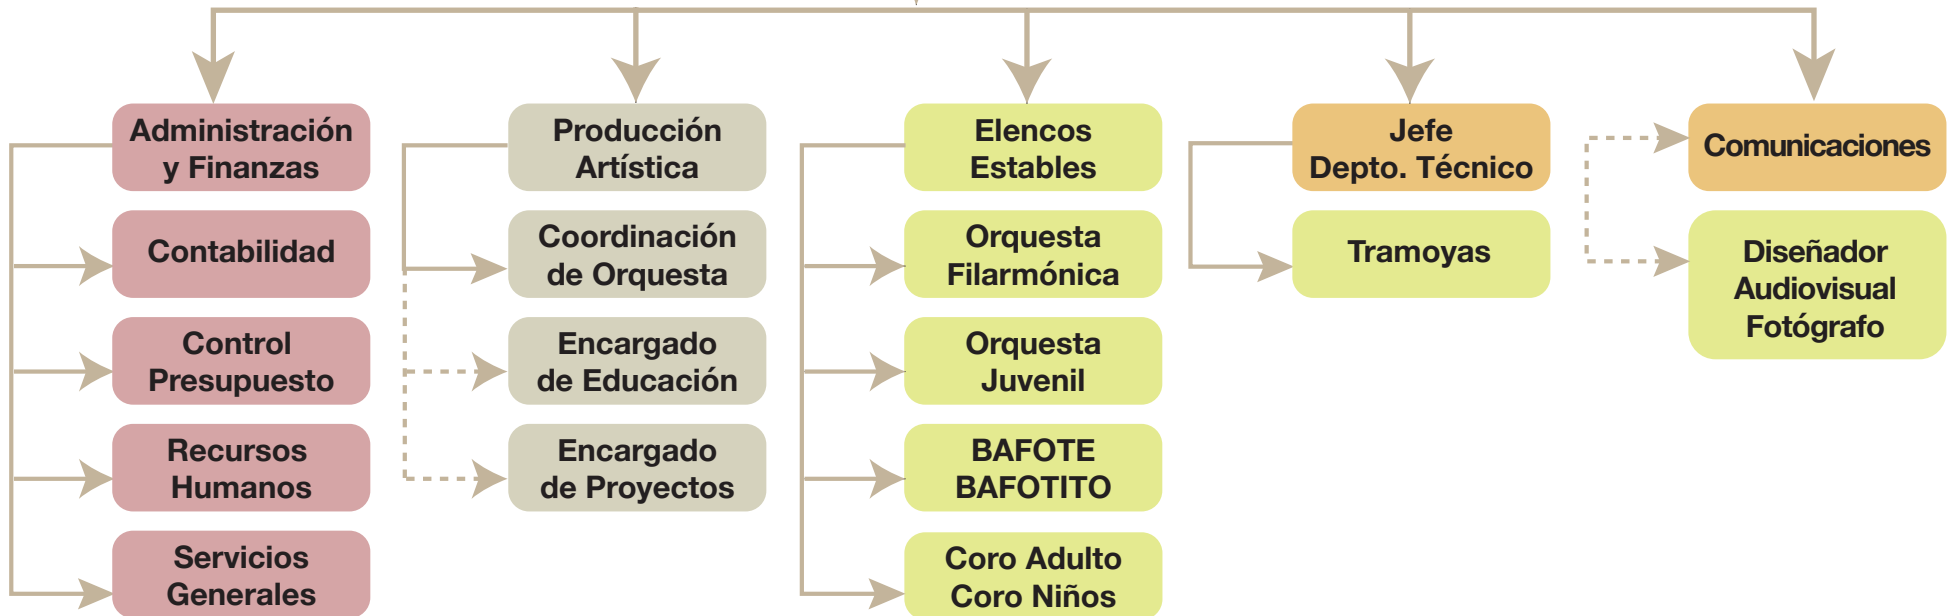 Administración
y Finanzas
Contabilidad
Control
Presupuesto
Recursos
Humanos
Servicios
Generales
Producción
Artística
Coordinación
de Orquesta
Encargado
de Educación
Encargado
de Proyectos
Elencos
Estables
Orquesta
Filarmónica
Orquesta
Juvenil
BAFOTE
BAFOTITO
Coro Adulto
Coro Niños
Jefe
Depto. Técnico
Tramoyas
Comunicaciones
Diseñador
Audiovisual
Fotógrafo